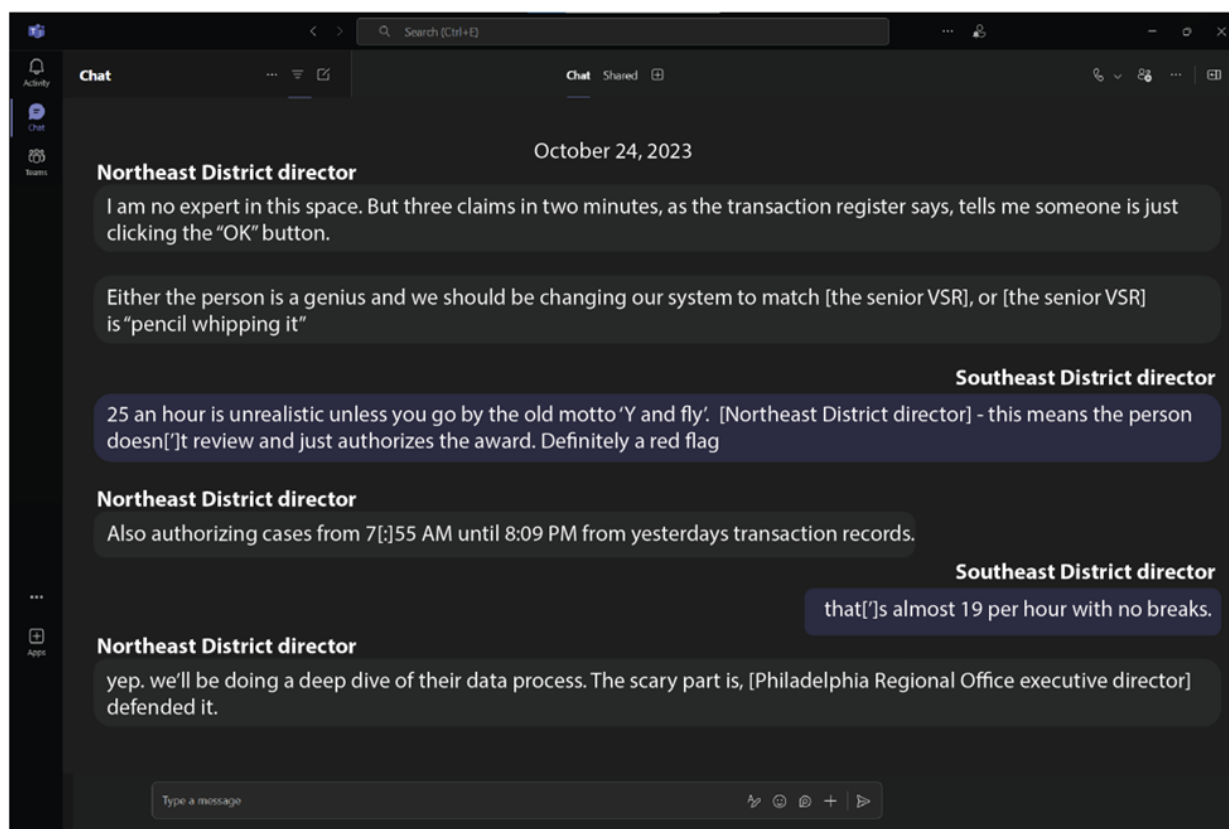 Search (Ctrl+E)
Activity
Chat
Teams
Apps
Chat
Chat Shared
October 24, 2023
Northeast District director
I am no expert in this space. But three claims in two minutes, as the transaction register says, tells me someone is just
clicking the “OK” button.
Either the person is a genius and we should be changing our system to match [the senior VSR], or [the senior VSR]
is “pencil whipping it”
Southeast District director
25 an hour is unrealistic unless you go by the old motto ‘Y and fly’. [Northeast District director] - this means the person
doesn[’]t review and just authorizes the award. Definitely a red flag
Northeast District director
Also authorizing cases from 7[:]55 AM until 8:09 PM from yesterdays transaction records.
Southeast District director
that[’]s almost 19 per hour with no breaks.
Northeast District director
yep. we’ll be doing a deep dive of their data process. The scary part is, [Philadelphia Regional Office executive director]
defended it.
Type a message